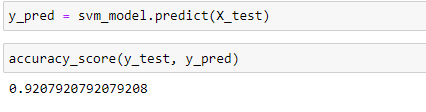 y_pred = svm_model.predict(X_test)
accuracy_score(y_test, y_pred)
0.9207920792079208